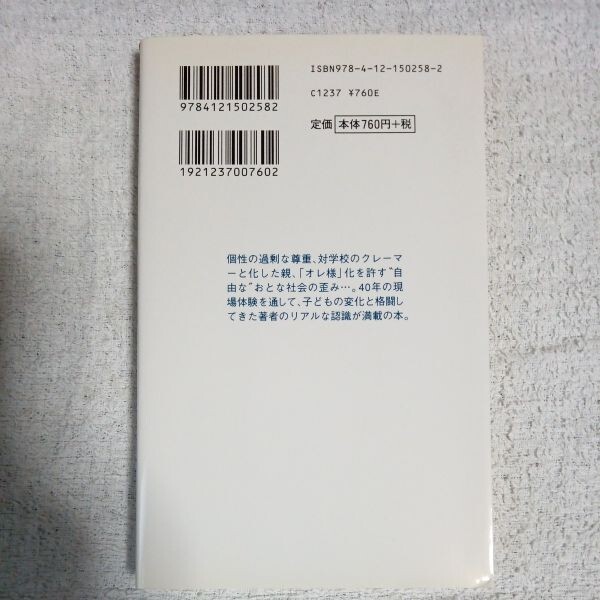 ISBN978-4-12-150258-2
9784121502582
C1237 ¥760E
定価 本体760円+税
1921237007602
個性の過剰な尊重、対学校のクレーマ
ーと化した親、「オレ様」化を許す"自
由な"おとな社会の歪み…。40年の現
場体験を通して、子どもの変化と格闘し
てきた著者のリアルな認識が満載の本。